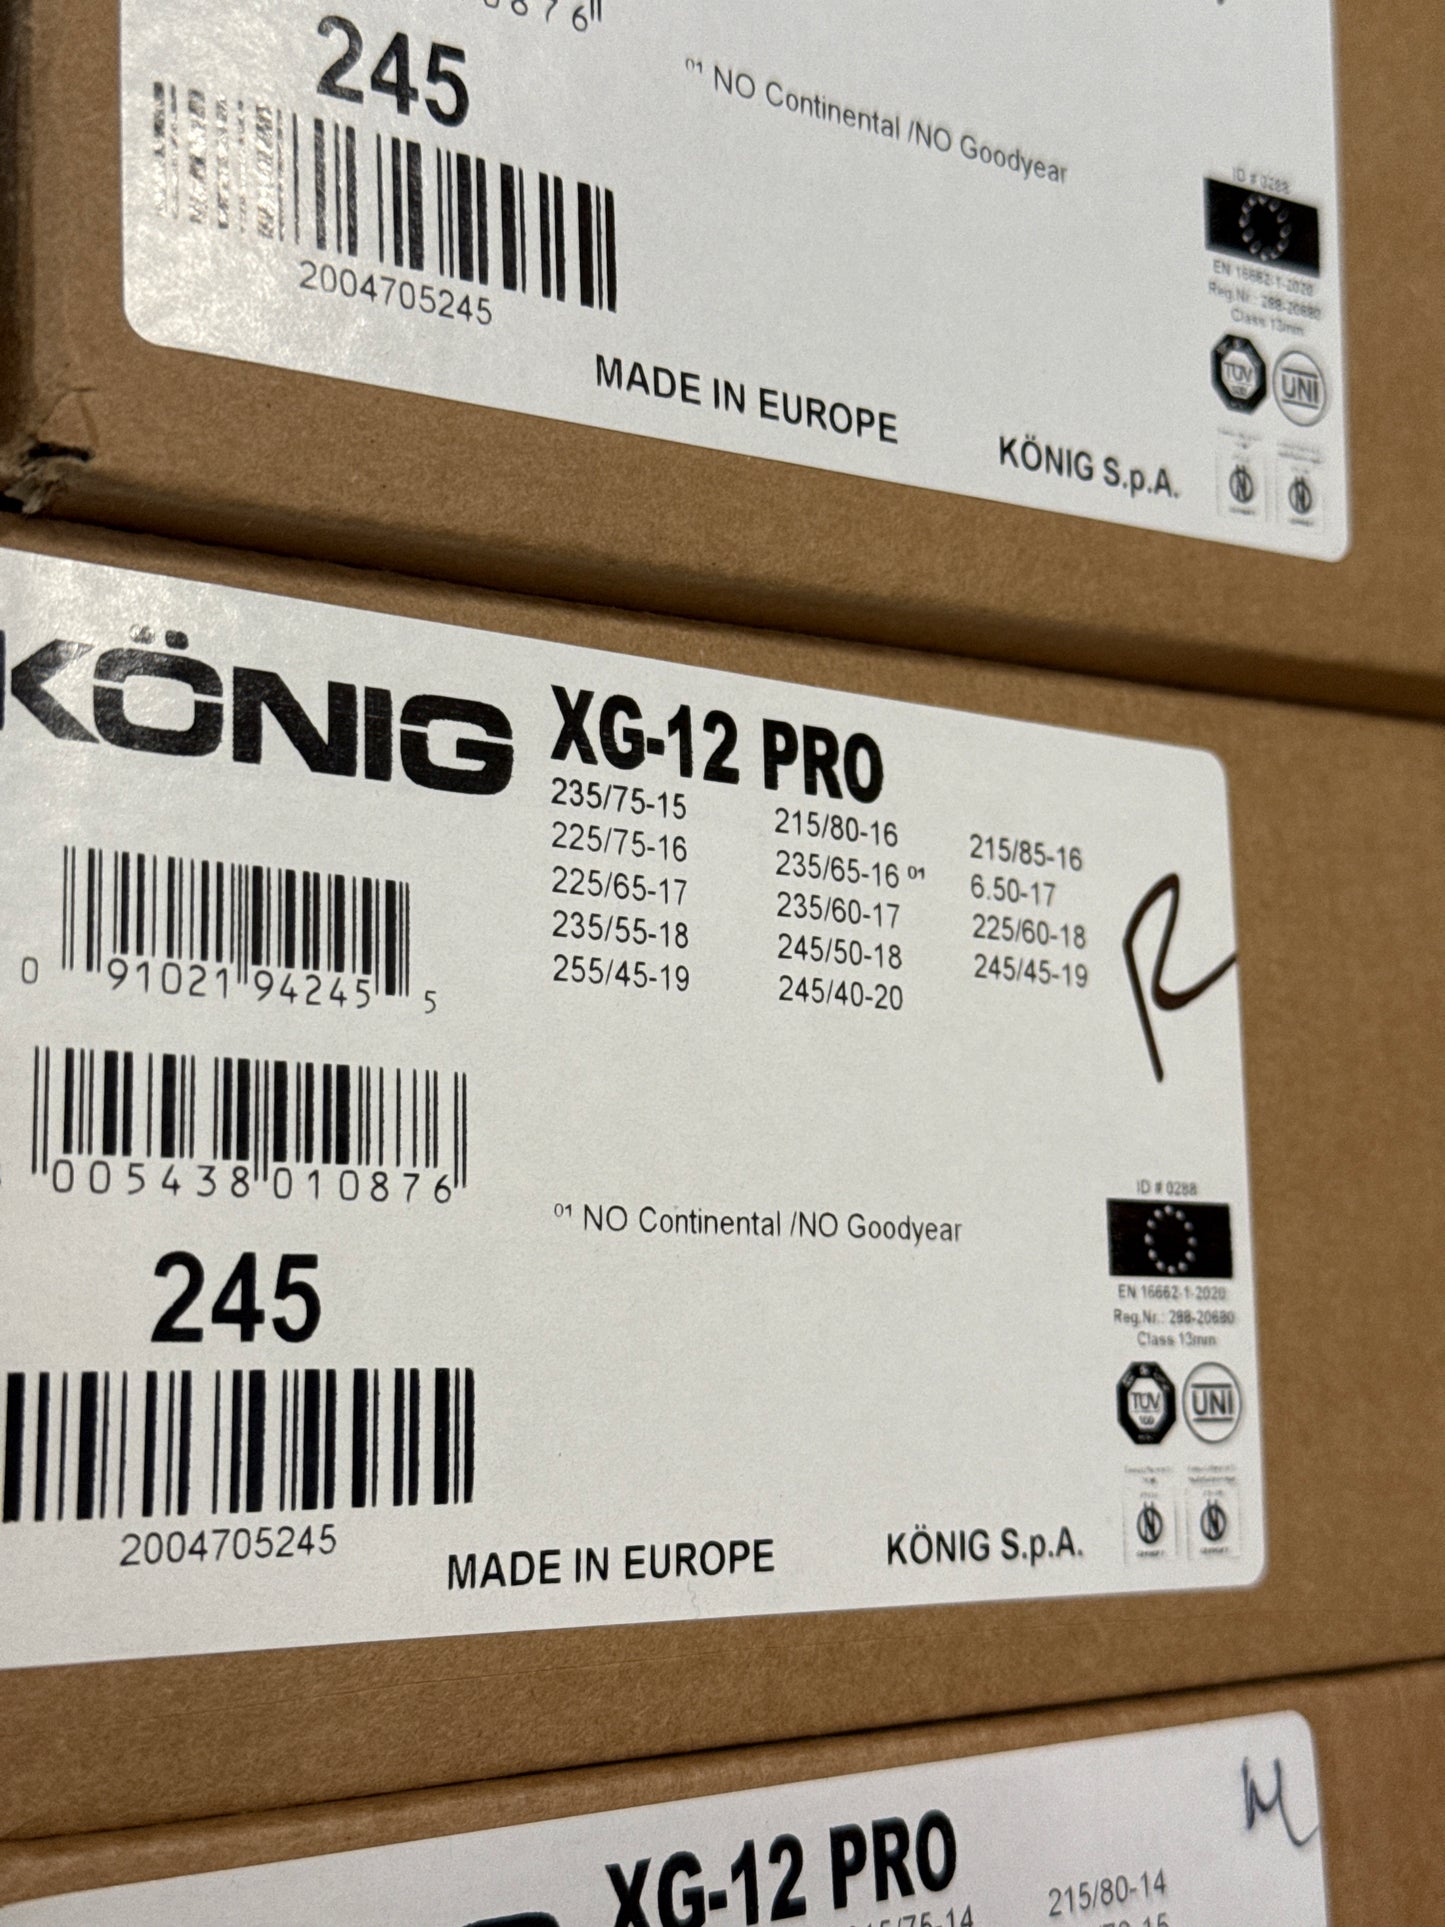 245
01 NO Continental /NO Goodyear
2004705245
ID # 0288
EN 16662-1-2020
Reg.Nr.: 288-20680
Class 13mm
TÜV
UNI
MADE IN EUROPE
KÖNIG S.p.A.
KÖNIG
XG-12 PRO
235/75-15 215/80-16 215/85-16
225/75-16 235/65-16 01 6.50-17
225/65-17 235/60-17 225/60-18
235/55-18 245/50-18 245/45-19
255/45-19 245/40-20
R
0 91021 94245 5
005438 010876
01 NO Continental /NO Goodyear
245
ID # 0288
EN 16662-1-2020
Reg.Nr.: 288-20680
Class 13mm
TÜV
UNI
2004705245
MADE IN EUROPE
KÖNIG S.p.A.
M
XG-12 PRO
215/80-14